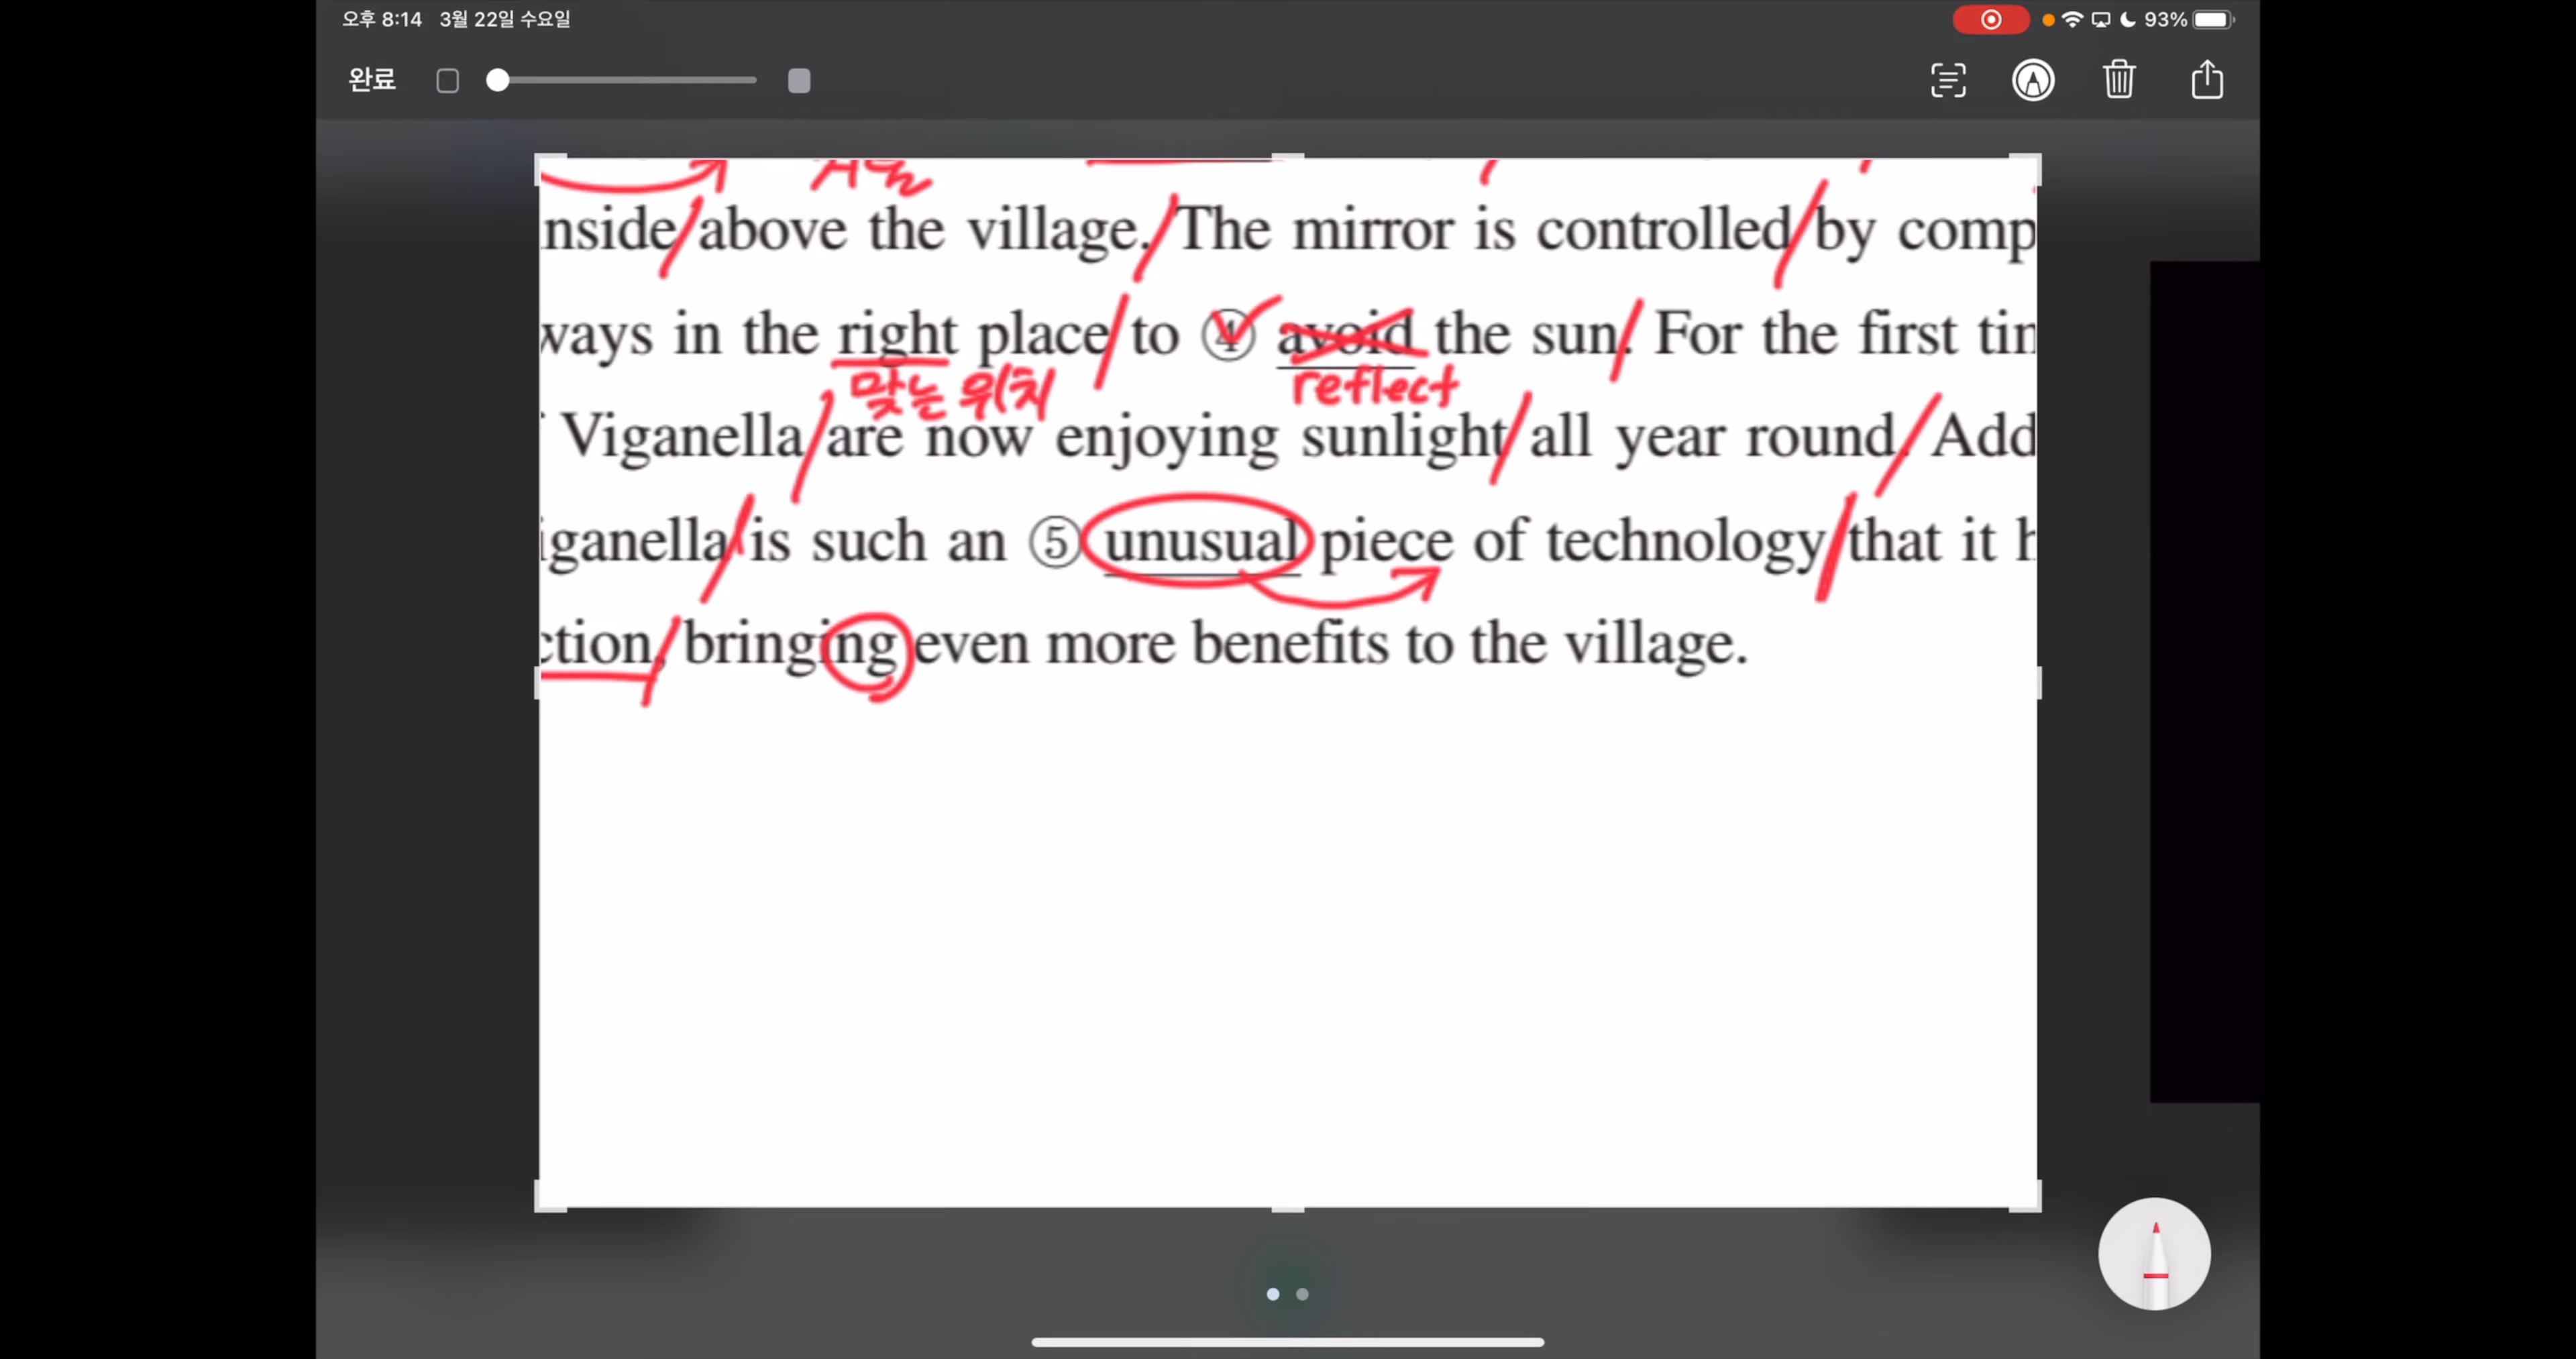 오후 8:14 3월 22일 수요일
93%
완료
nside above the village. The mirror is controlled by comp
ways in the right place to ④ avoid the sun. For the first tin
맞는 위치 reflect
Viganella are now enjoying sunlight all year round. Add
iganella is such an ⑤ unusual piece of technology that it h
ction, bringing even more benefits to the village.